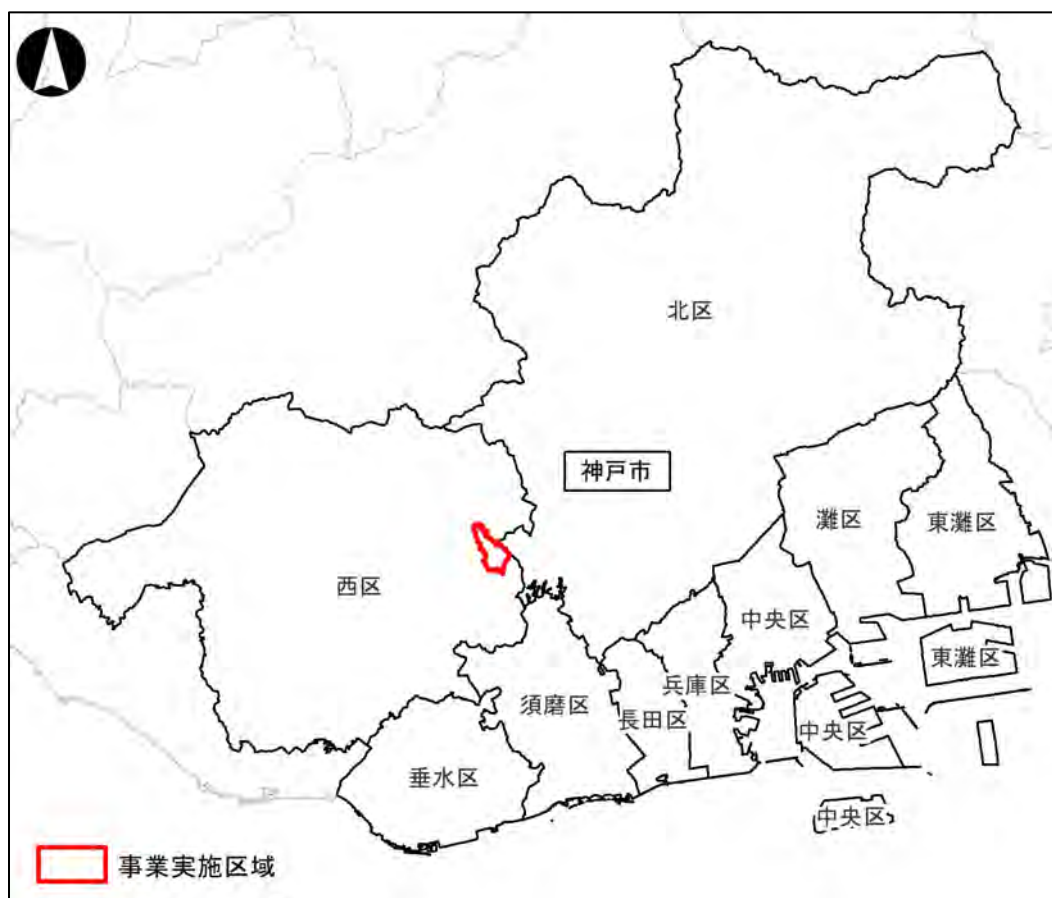 北区
神戸市
灘区
東灘区
西区
中央区
東灘区
兵庫区
須磨区
長田区
中央区
垂水区
中央区
事業実施区域